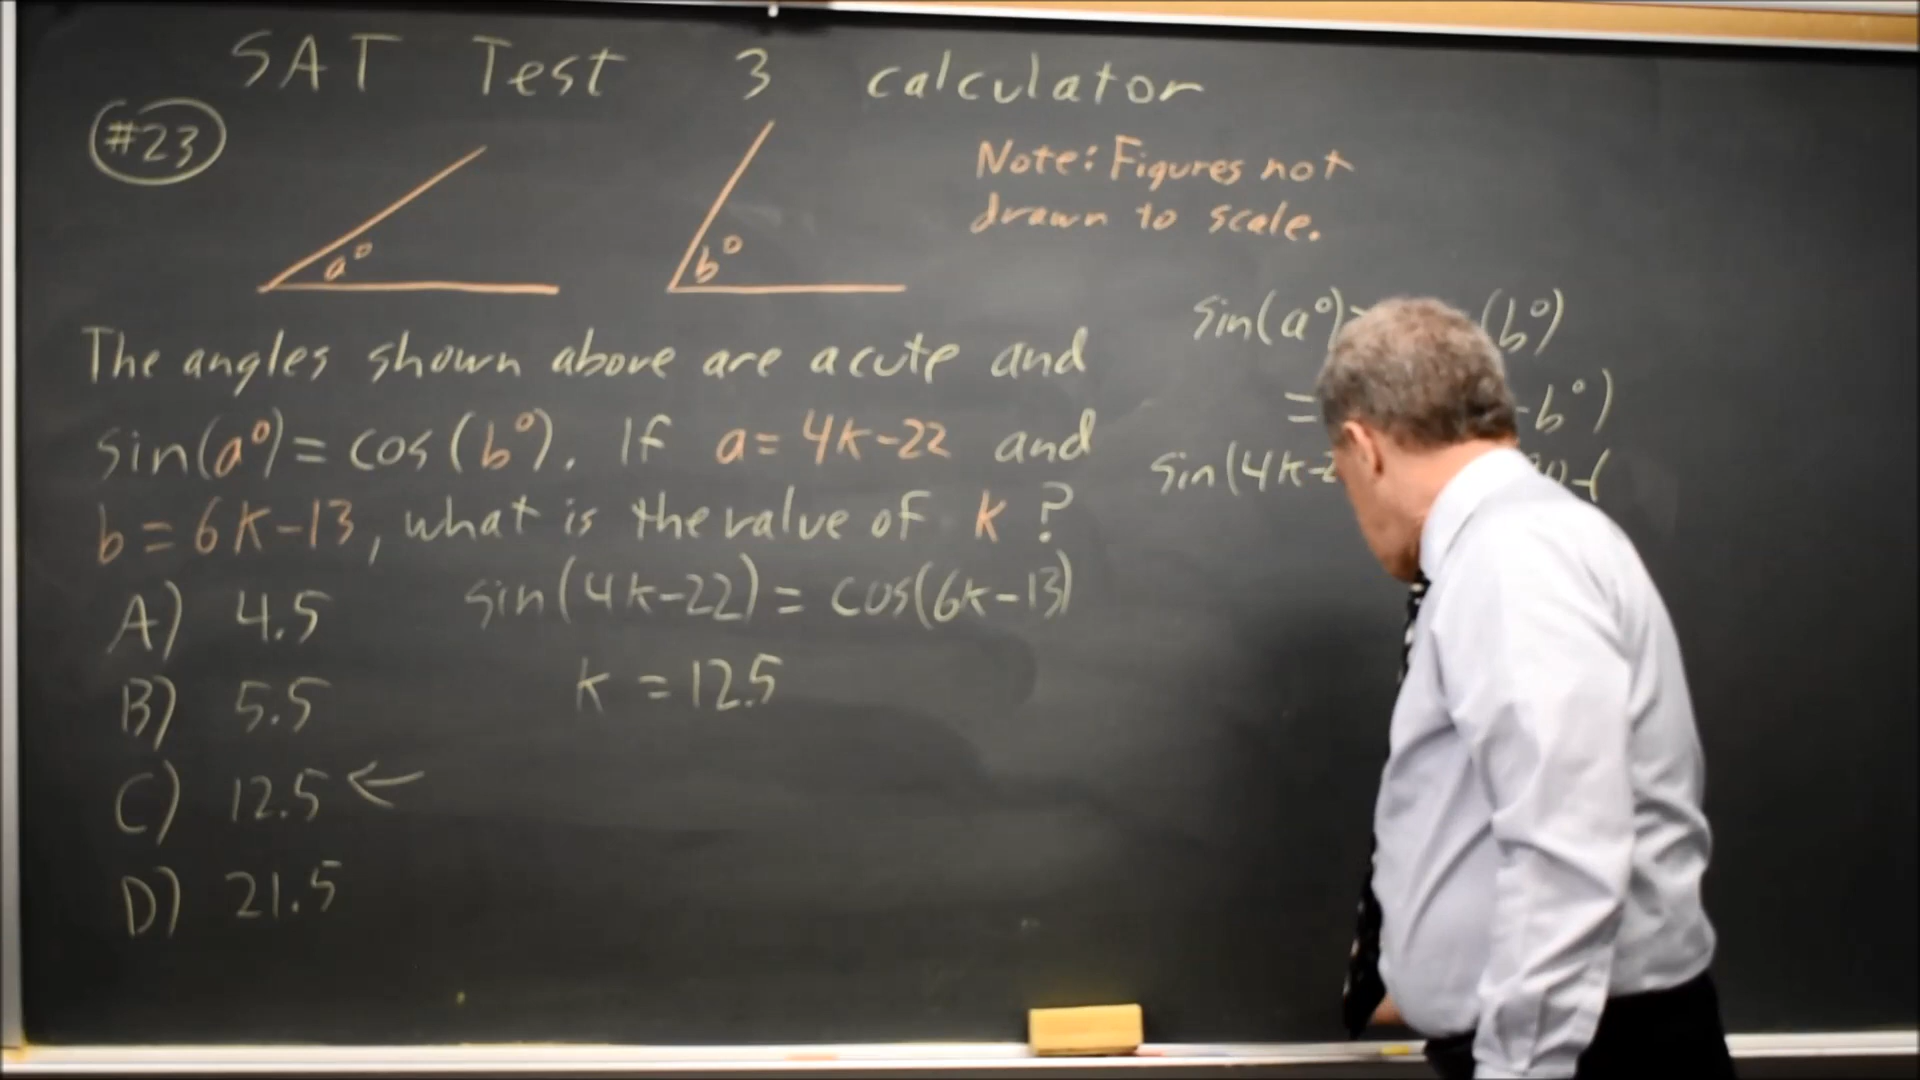 SAT Test 3 calculator
#23
a°
b°
Note: Figures not
drawn to scale.
The angles shown above are acute and
sin(a°) = cos(b°). If a = 4k-22 and
b = 6k-13, what is the value of k ?
A) 4.5
B) 5.5
C) 12.5 ←
D) 21.5
sin(4k-22) = cos(6k-13)
k = 12.5
sin(a°) = (b°)
= -b°)
sin(4k- 0-(